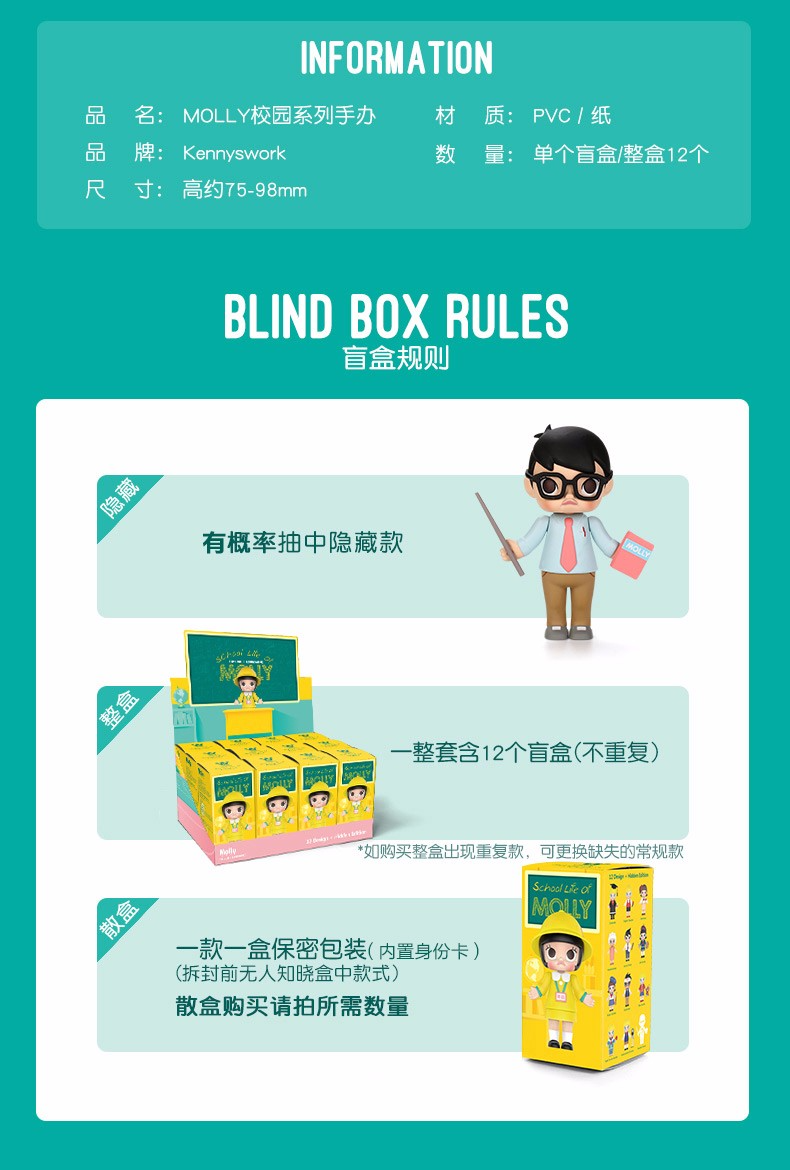 INFORMATION
品 名： MOLLY校园系列手办
材 质： PVC / 纸
品 牌： Kennyswork
数 量： 单个盲盒/整盒12个
尺 寸： 高约75-98mm
BLIND BOX RULES
盲盒规则
隐藏
有概率抽中隐藏款
MOLLY
School Life Of
MOLLY
整盒
一整套含12个盲盒（不重复）
MOLLY
MOLLY
MOLLY
MOLLY
Molly
12 Design + Hidden Edition
*如购买整盒出现重复款，可更换缺失的常规款
散盒
一款一盒保密包装（内置身份卡）
（拆封前无人知晓盒中款式）
散盒购买请拍所需数量
School Life Of
MOLLY
12 Design + Hidden Edition